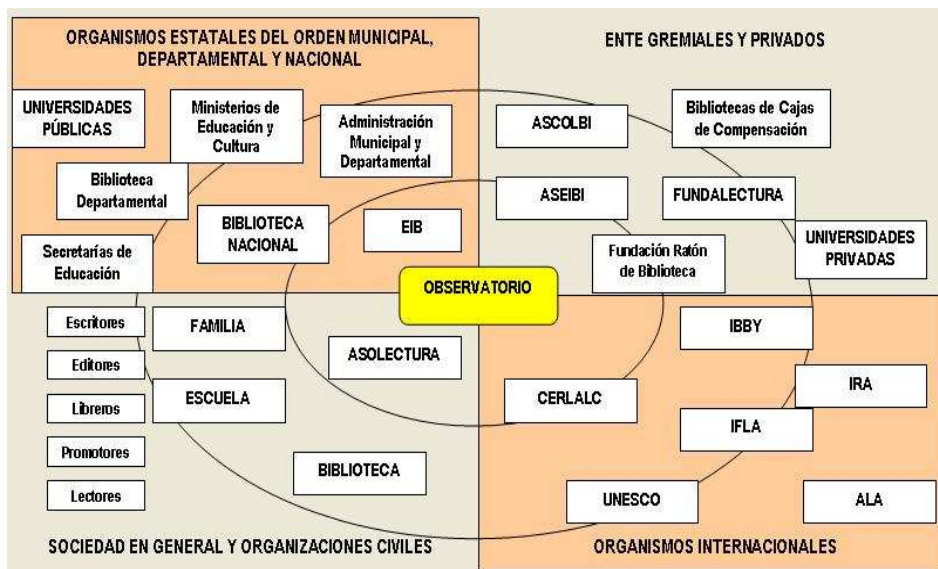 ORGANISMOS ESTATALES DEL ORDEN MUNICIPAL,
DEPARTAMENTAL Y NACIONAL
UNIVERSIDADES
PÚBLICAS
Ministerios de
Educación y
Cultura
Administración
Municipal y
Departamental
Biblioteca
Departamental
BIBLIOTECA
NACIONAL
EIB
Secretarías de
Educación
ENTE GREMIALES Y PRIVADOS
ASCOLBI
Bibliotecas de Cajas
de Compensación
ASEIBI
FUNDALECTURA
Fundación Ratón
de Biblioteca
UNIVERSIDADES
PRIVADAS
OBSERVATORIO
Escritores
Editores
Libreros
Promotores
Lectores
FAMILIA
ESCUELA
ASOLECTURA
BIBLIOTECA
SOCIEDAD EN GENERAL Y ORGANIZACIONES CIVILES
IBBY
IRA
CERLALC
IFLA
UNESCO
ALA
ORGANISMOS INTERNACIONALES